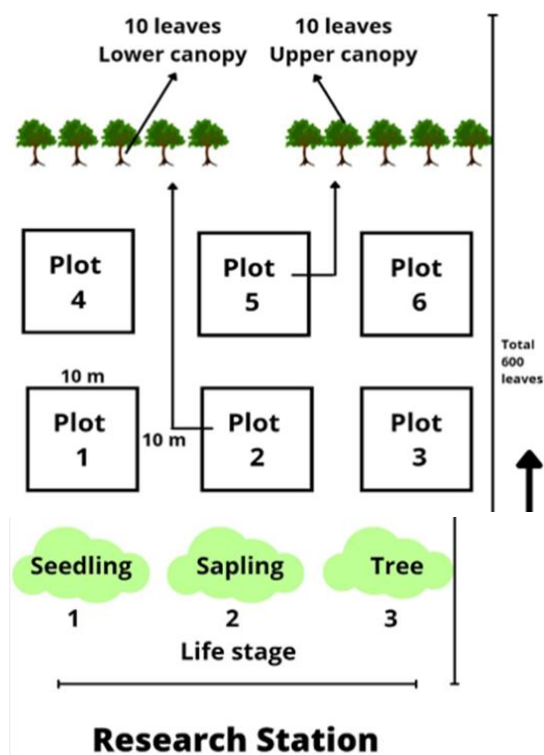 10 leaves
Lower canopy
10 leaves
Upper canopy
Plot
4
Plot
5
Plot
6
Total
600
leaves
10 m
Plot
1
10 m
Plot
2
Plot
3
Seedling
Sapling
Tree
1
2
3
Life stage
Research Station